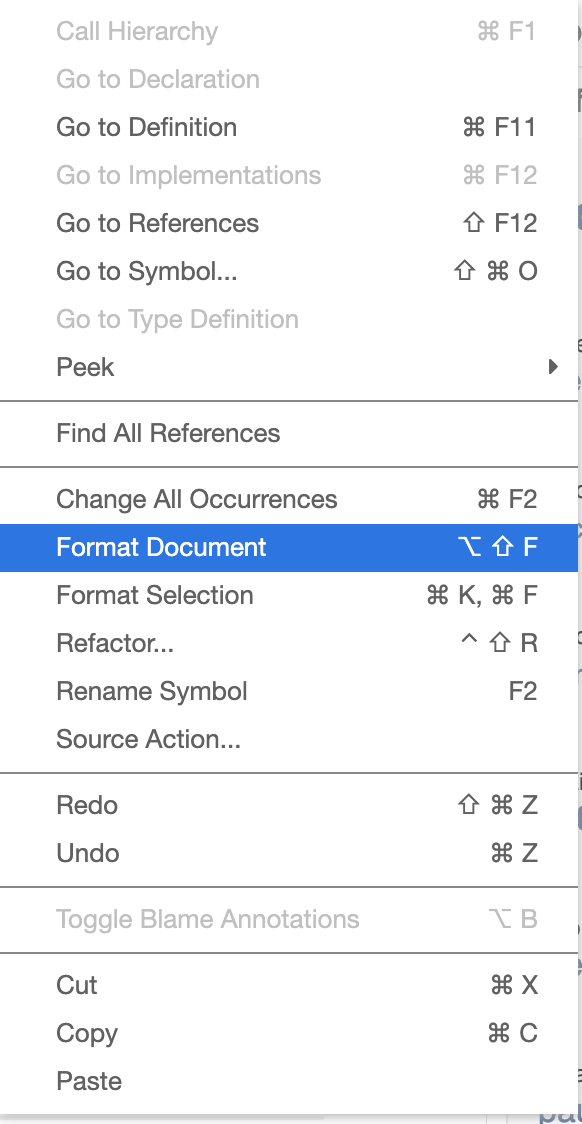 Call Hierarchy ⌘ F1
Go to Declaration
Go to Definition ⌘ F11
Go to Implementations ⌘ F12
Go to References ⇧ F12
Go to Symbol... ⇧ ⌘ O
Go to Type Definition
Peek
Find All References
Change All Occurrences ⌘ F2
Format Document ⌥ ⇧ F
Format Selection ⌘ K, ⌘ F
Refactor... ^ ⇧ R
Rename Symbol F2
Source Action...
Redo ⇧ ⌘ Z
Undo ⌘ Z
Toggle Blame Annotations ⌥ B
Cut ⌘ X
Copy ⌘ C
Paste